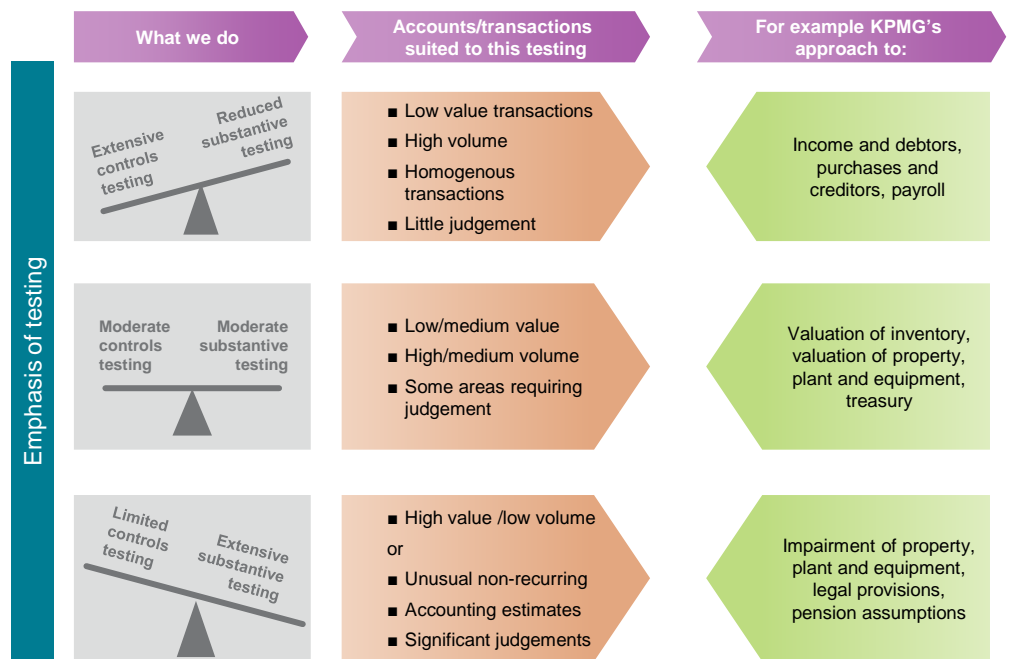 What we do
Accounts/transactions
suited to this testing
For example KPMG's
approach to:
Emphasis of testing
Extensive
controls
testing
Reduced
substantive
testing
■ Low value transactions
■ High volume
■ Homogenous
transactions
■ Little judgement
Income and debtors,
purchases and
creditors, payroll
Moderate
controls
testing
Moderate
substantive
testing
■ Low/medium value
■ High/medium volume
■ Some areas requiring
judgement
Valuation of inventory,
valuation of property,
plant and equipment,
treasury
Limited
controls
testing
Extensive
substantive
testing
■ High value /low volume
or
■ Unusual non-recurring
■ Accounting estimates
■ Significant judgements
Impairment of property,
plant and equipment,
legal provisions,
pension assumptions